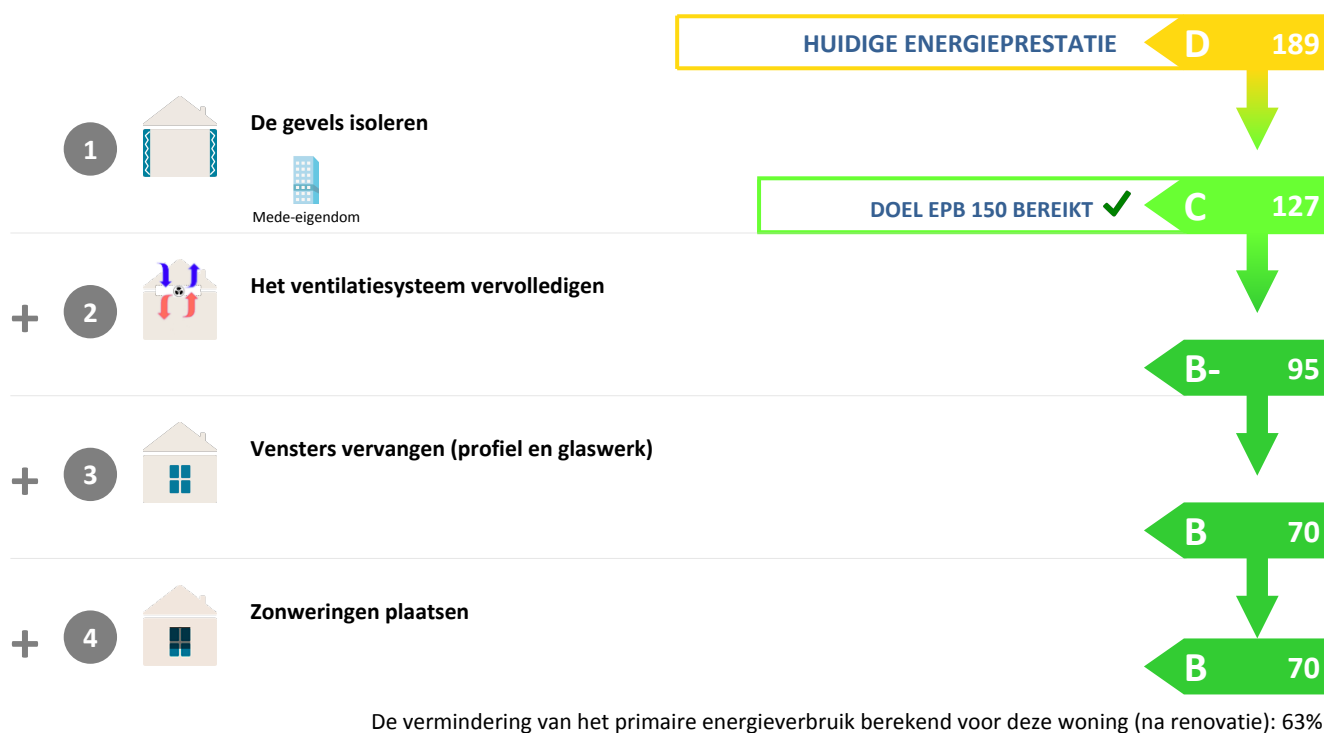 HUIDIGE ENERGIEPRESTATIE D 189
1 De gevels isoleren
Mede-eigendom
DOEL EPB 150 BEREIKT ✓ C 127
+ 2 Het ventilatiesysteem vervolledigen
B- 95
+ 3 Vensters vervangen (profiel en glaswerk)
B 70
+ 4 Zonweringen plaatsen
B 70
De vermindering van het primaire energieverbruik berekend voor deze woning (na renovatie): 63%